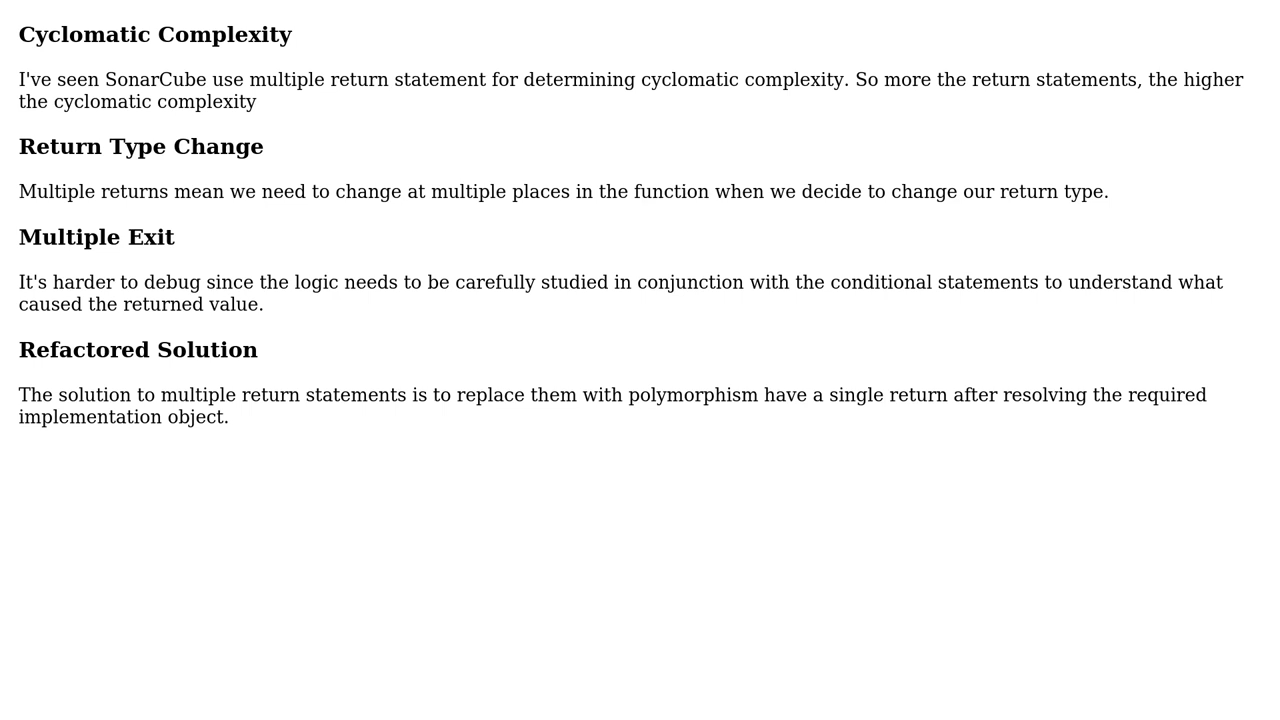 Cyclomatic Complexity
I've seen SonarCube use multiple return statement for determining cyclomatic complexity. So more the return statements, the higher
the cyclomatic complexity
Return Type Change
Multiple returns mean we need to change at multiple places in the function when we decide to change our return type.
Multiple Exit
It's harder to debug since the logic needs to be carefully studied in conjunction with the conditional statements to understand what
caused the returned value.
Refactored Solution
The solution to multiple return statements is to replace them with polymorphism have a single return after resolving the required
implementation object.